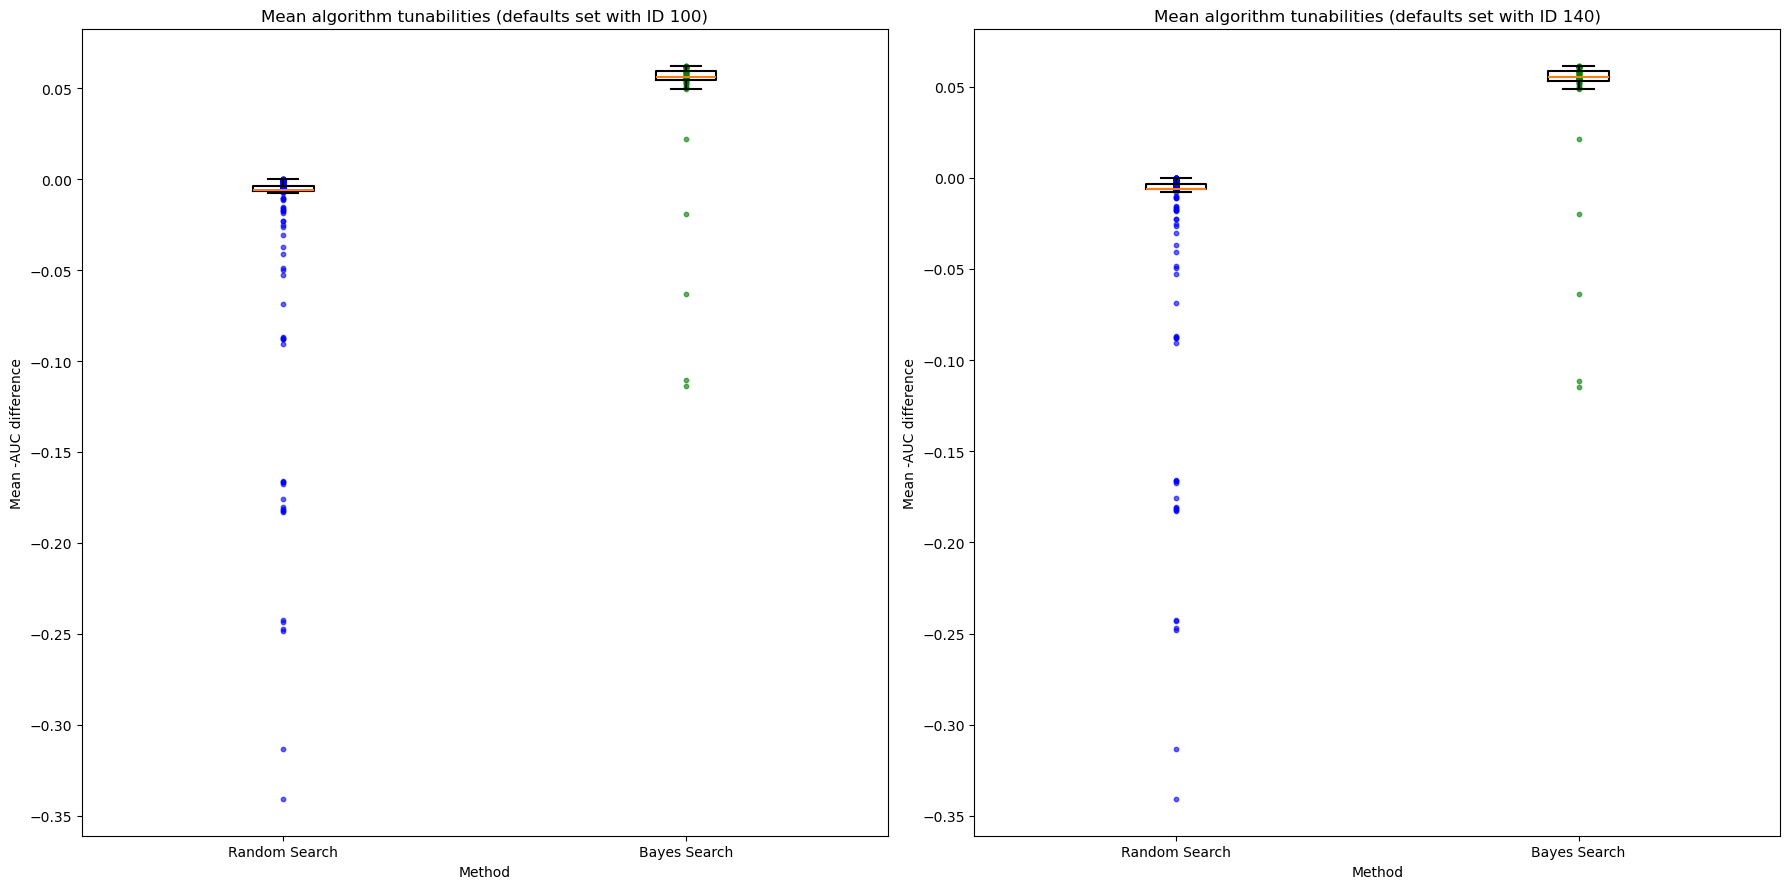 Mean algorithm tunabilities (defaults set with ID 100)
0.05
0.00
−0.05
−0.10
−0.15
−0.20
−0.25
−0.30
−0.35
Mean -AUC difference
Random Search
Bayes Search
Method
Mean algorithm tunabilities (defaults set with ID 140)
0.05
0.00
−0.05
−0.10
−0.15
−0.20
−0.25
−0.30
−0.35
Mean -AUC difference
Random Search
Bayes Search
Method